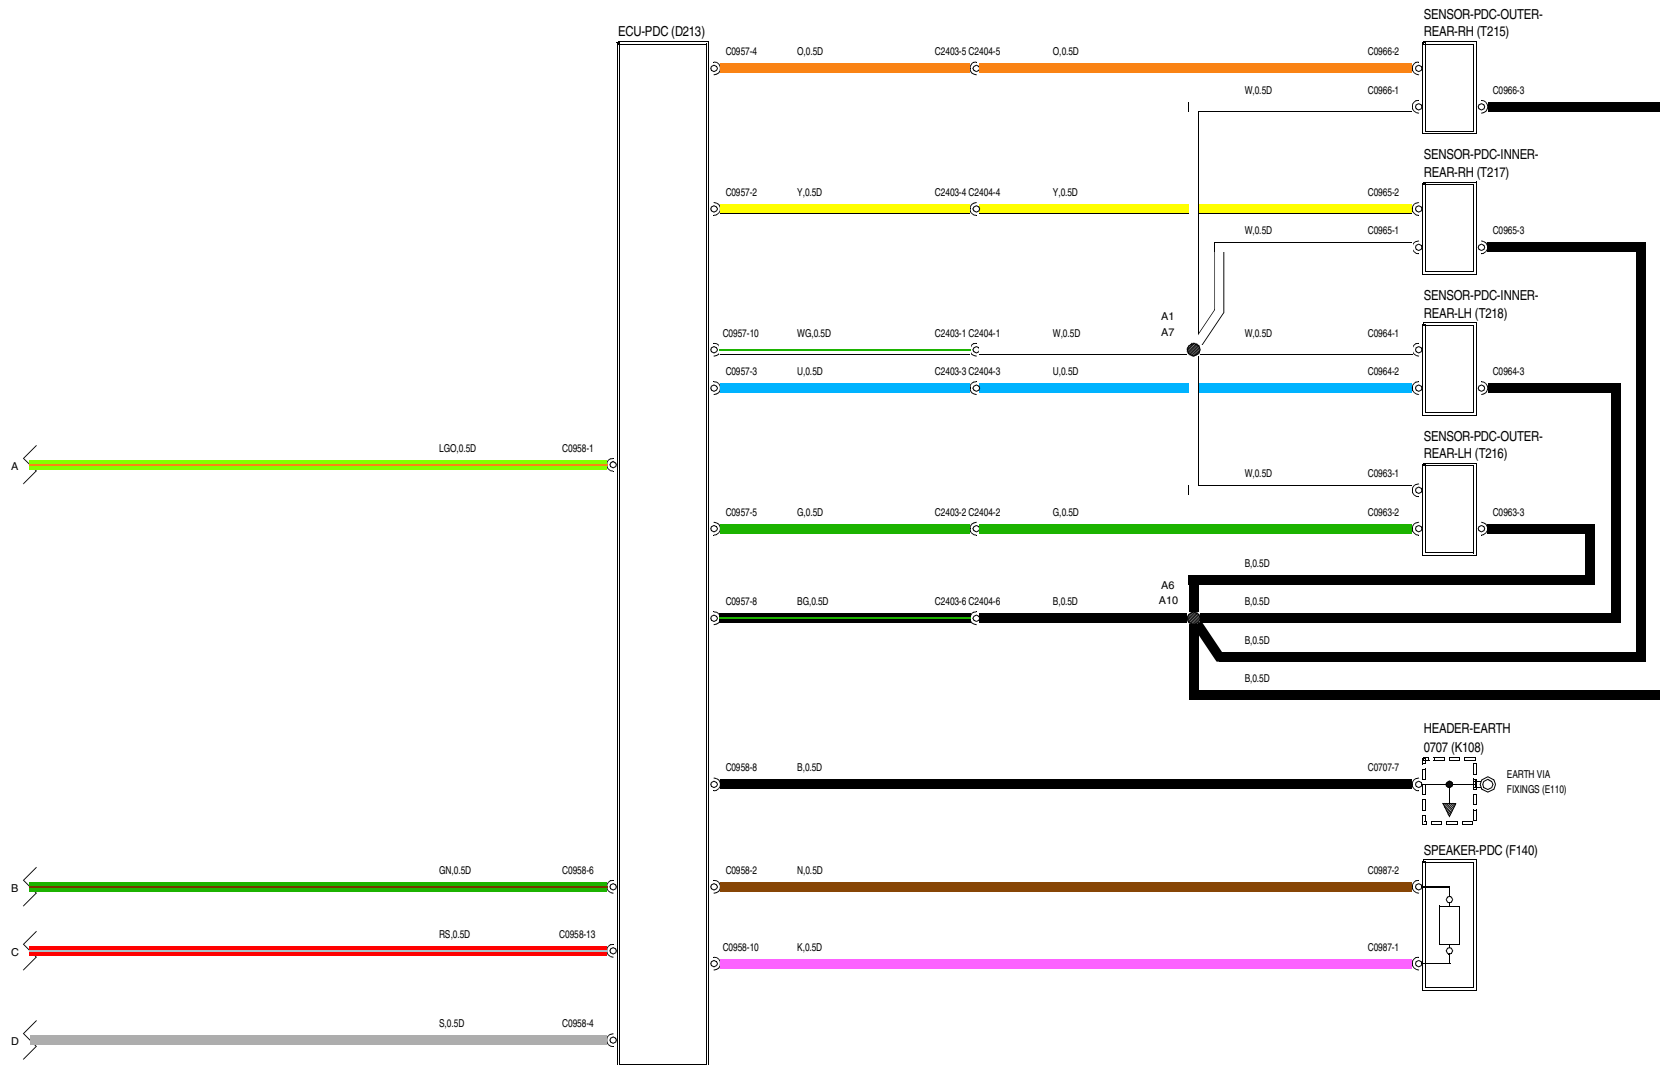 SENSOR-PDC-OUTER-
REAR-RH (T215)
ECU-PDC (D213)
C0957-4 O,0.5D C2403-5 C2404-5 O,0.5D C0966-2
W,0.5D C0966-1 C0966-3
SENSOR-PDC-INNER-
REAR-RH (T217)
C0957-2 Y,0.5D C2403-4 C2404-4 Y,0.5D C0965-2
W,0.5D C0965-1 C0965-3
SENSOR-PDC-INNER-
REAR-LH (T218)
A1
A7
C0957-10 WG,0.5D C2403-1 C2404-1 W,0.5D W,0.5D C0964-1
C0957-3 U,0.5D C2403-3 C2404-3 U,0.5D C0964-2 C0964-3
SENSOR-PDC-OUTER-
REAR-LH (T216)
A LGO,0.5D C0958-1
W,0.5D C0963-1
C0957-5 G,0.5D C2403-2 C2404-2 G,0.5D C0963-2 C0963-3
B,0.5D
A6
A10
C0957-8 BG,0.5D C2403-6 C2404-6 B,0.5D B,0.5D
B,0.5D
B,0.5D
HEADER-EARTH
0707 (K108)
C0958-8 B,0.5D C0707-7
EARTH VIA
FIXINGS (E110)
SPEAKER-PDC (F140)
B GN,0.5D C0958-6
C0958-2 N,0.5D C0987-2
C RS,0.5D C0958-13
C0958-10 K,0.5D C0987-1
D S,0.5D C0958-4